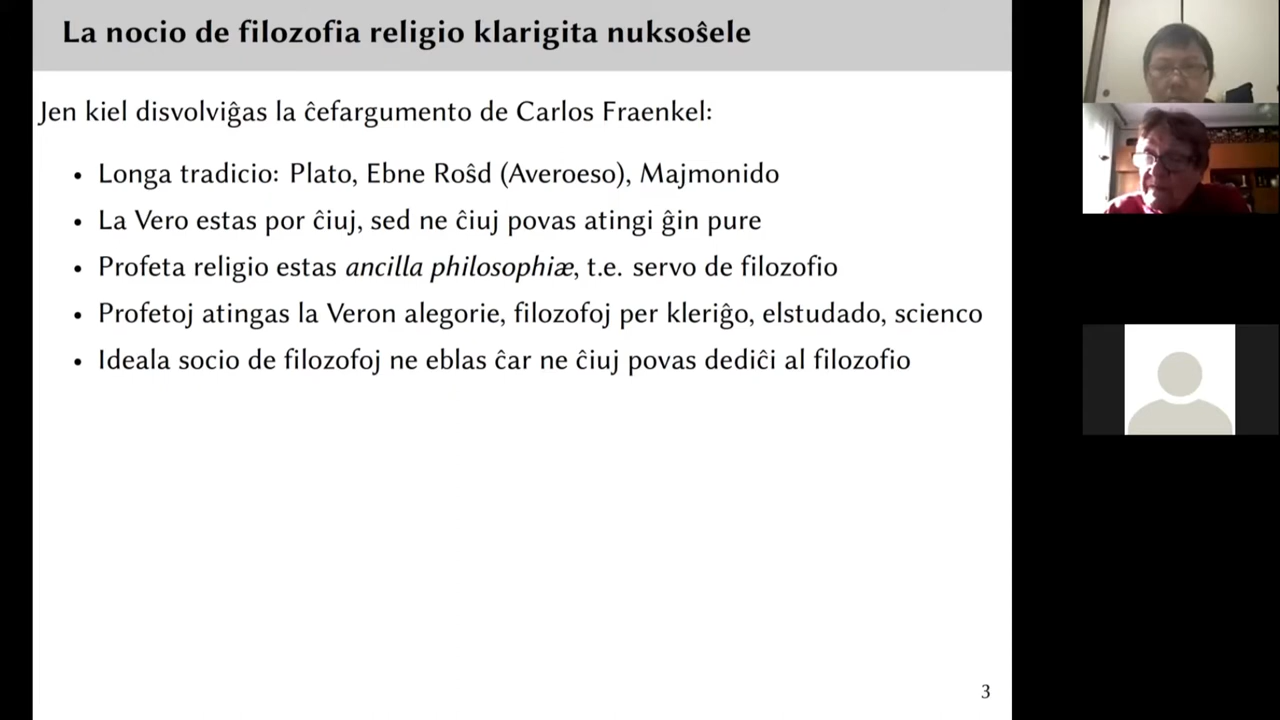 La nocio de filozofia religio klarigita nuksoŝele
Jen kiel disvolviĝas la ĉefargumento de Carlos Fraenkel:
• Longa tradicio: Plato, Ebne Roŝd (Averoeso), Majmonido
• La Vero estas por ĉiuj, sed ne ĉiuj povas atingi ĝin pure
• Profeta religio estas ancilla philosophiæ, t.e. servo de filozofio
• Profetoj atingas la Veron alegorie, filozofoj per kleriĝo, elstudado, scienco
• Ideala socio de filozofoj ne eblas ĉar ne ĉiuj povas dediĉi al filozofio
3